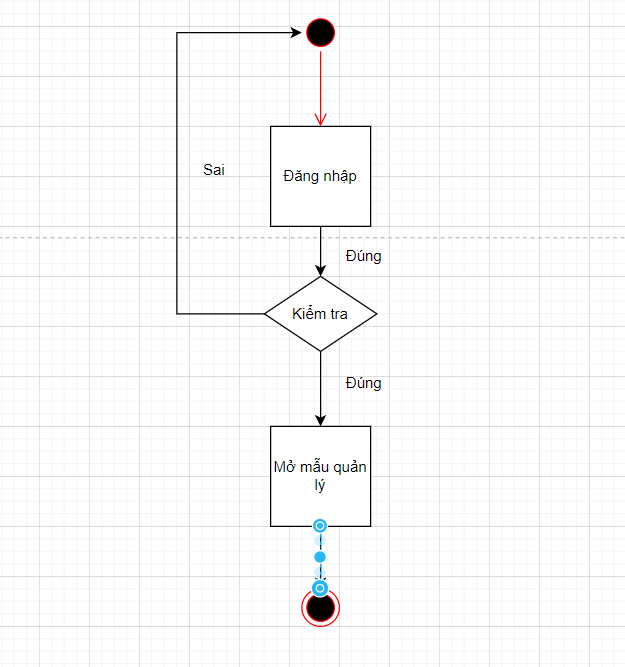 Sai
Đăng nhập
Đúng
Kiểm tra
Đúng
Mở mẫu quản
lý